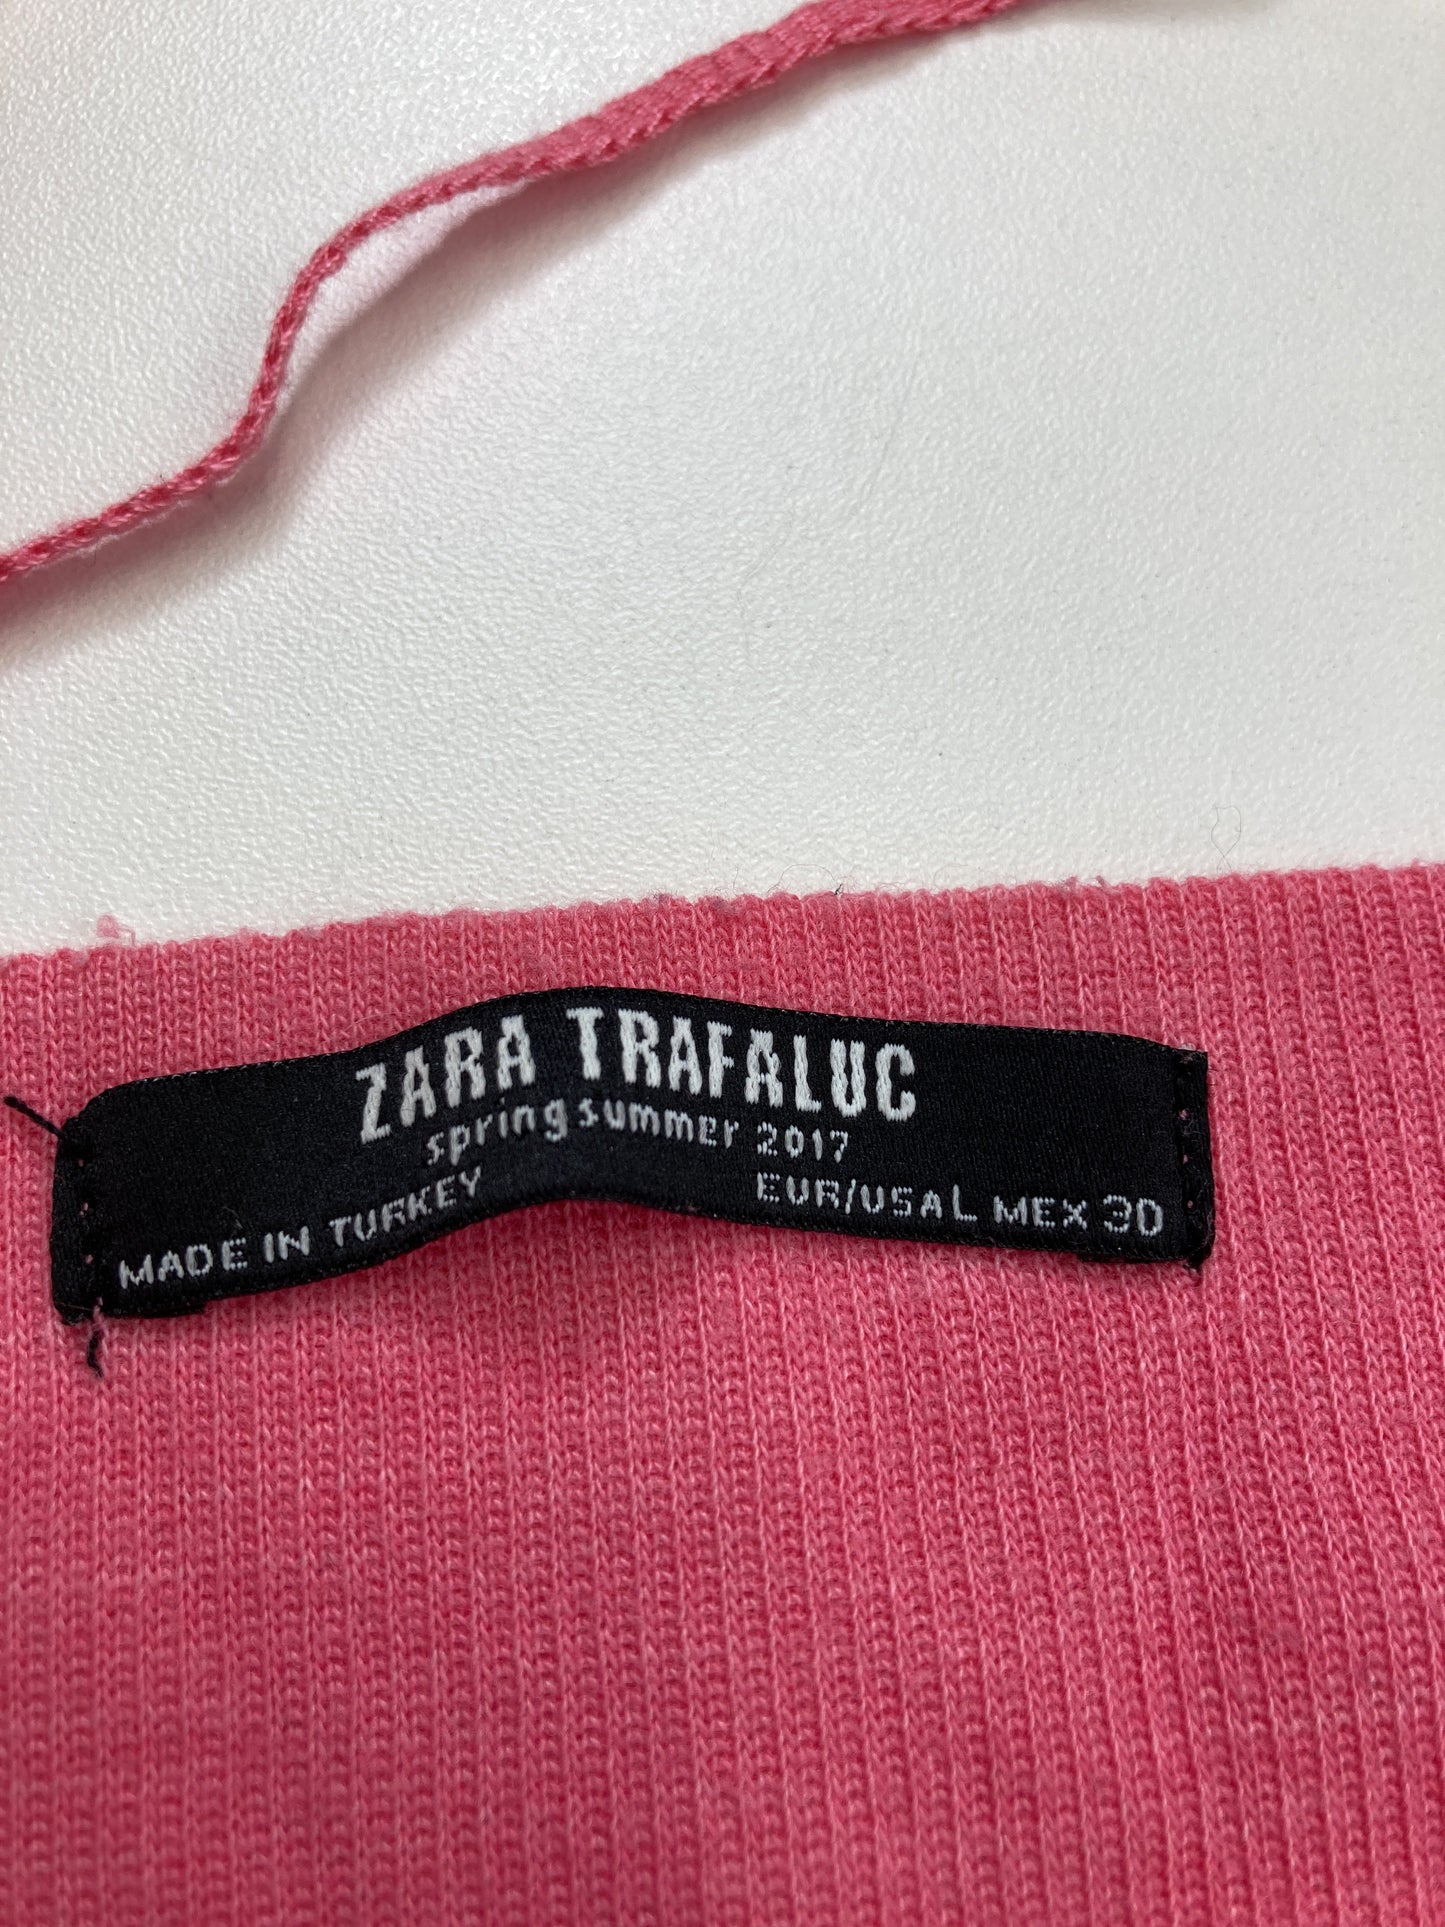 ZARA TRAFALUC
spring summer 2017
MADE IN TURKEY
EUR/USA L MEX 30